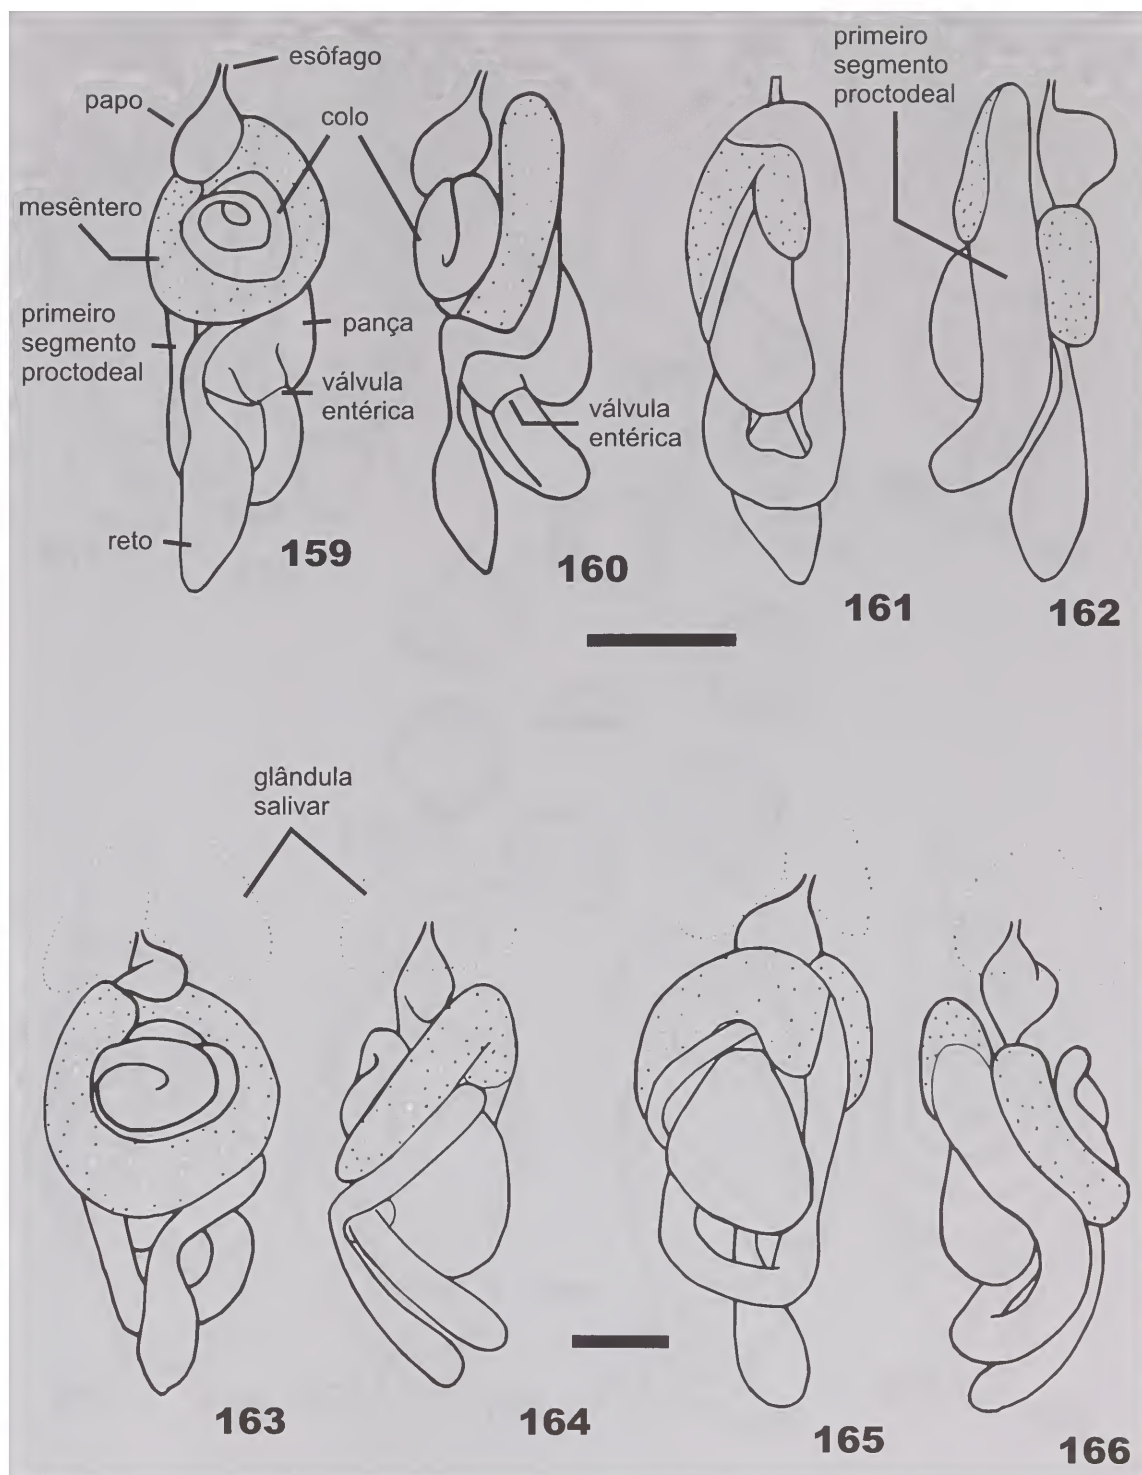 esôfago
papo
colo
mesêntero
primeiro
segmento
proctodeal
pança
válvula
entérica
reto
válvula
entérica
primeiro
segmento
proctodeal
159
160
161
162
glândula
salivar
163
164
165
166